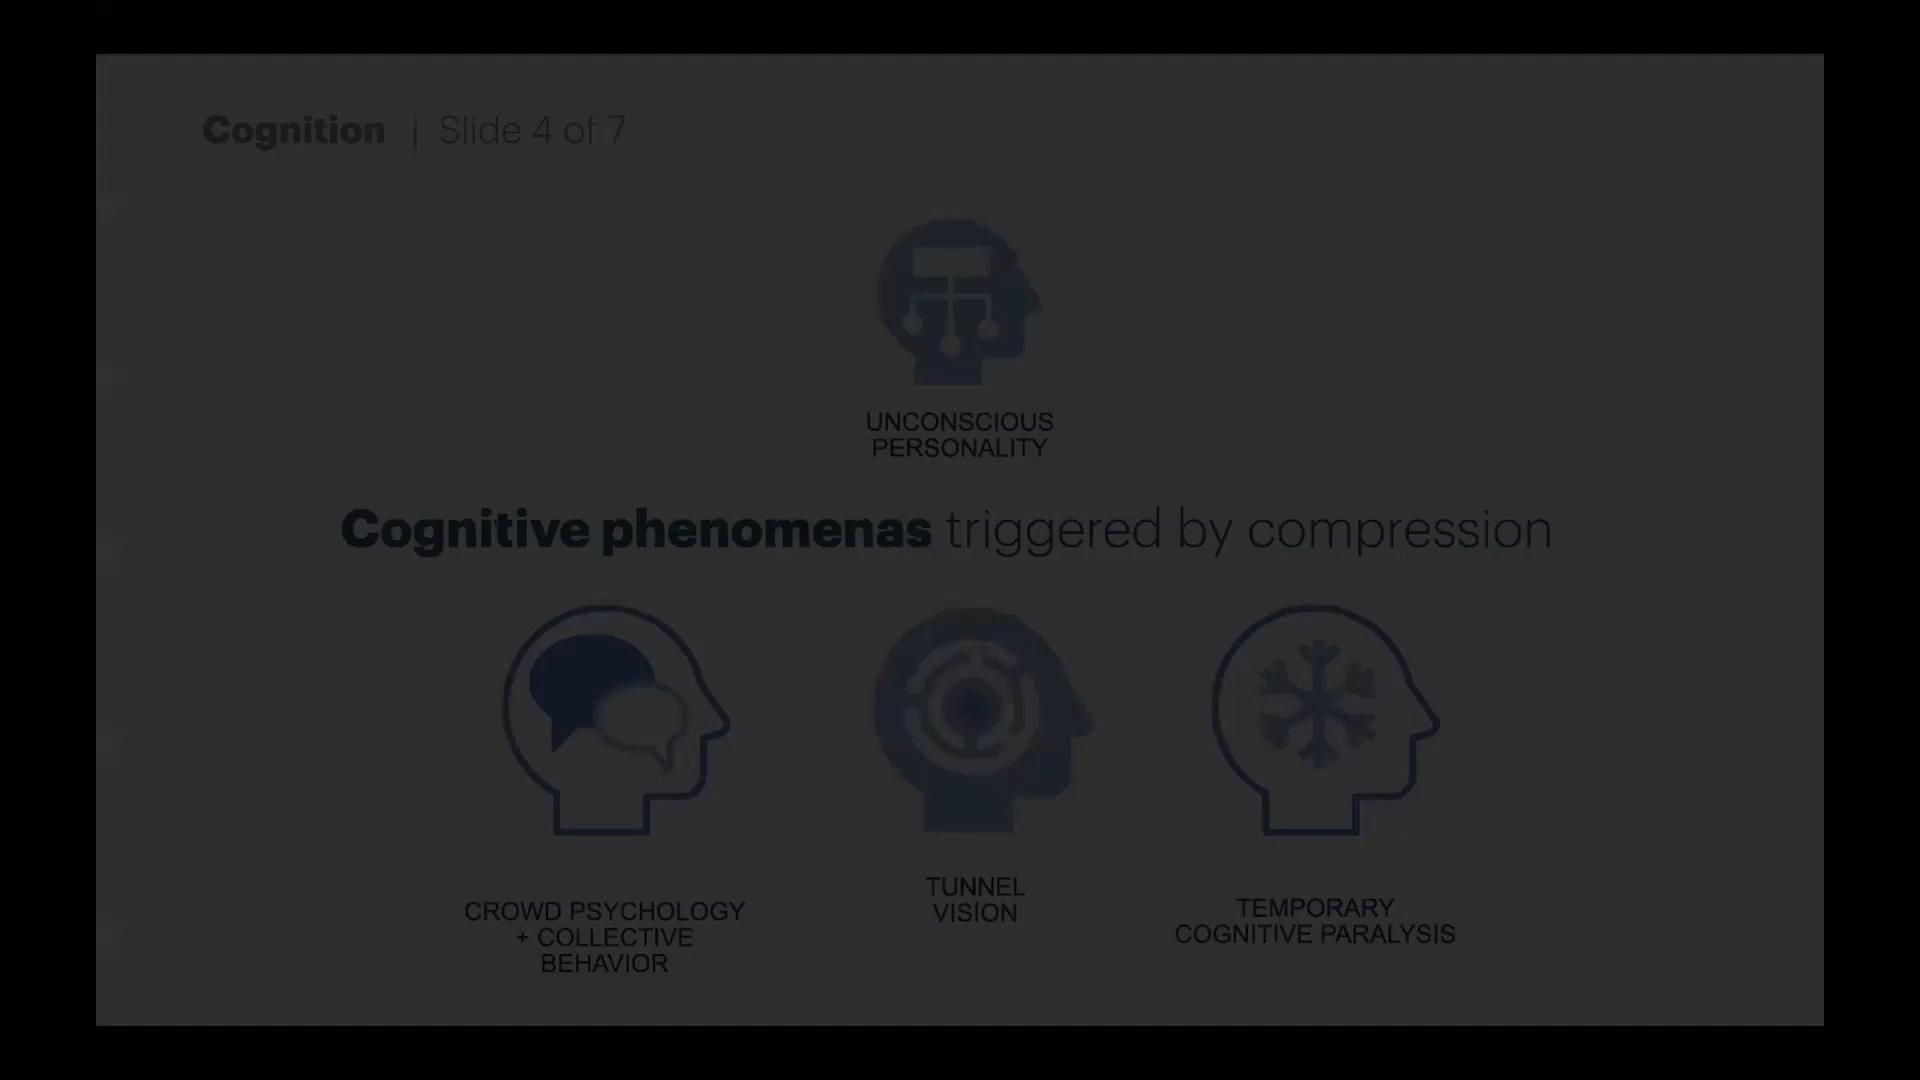 Cognition | Slide 4 of 7
UNCONSCIOUS
PERSONALITY
Cognitive phenomenas triggered by compression
CROWD PSYCHOLOGY
+ COLLECTIVE
BEHAVIOR
TUNNEL
VISION
TEMPORARY
COGNITIVE PARALYSIS